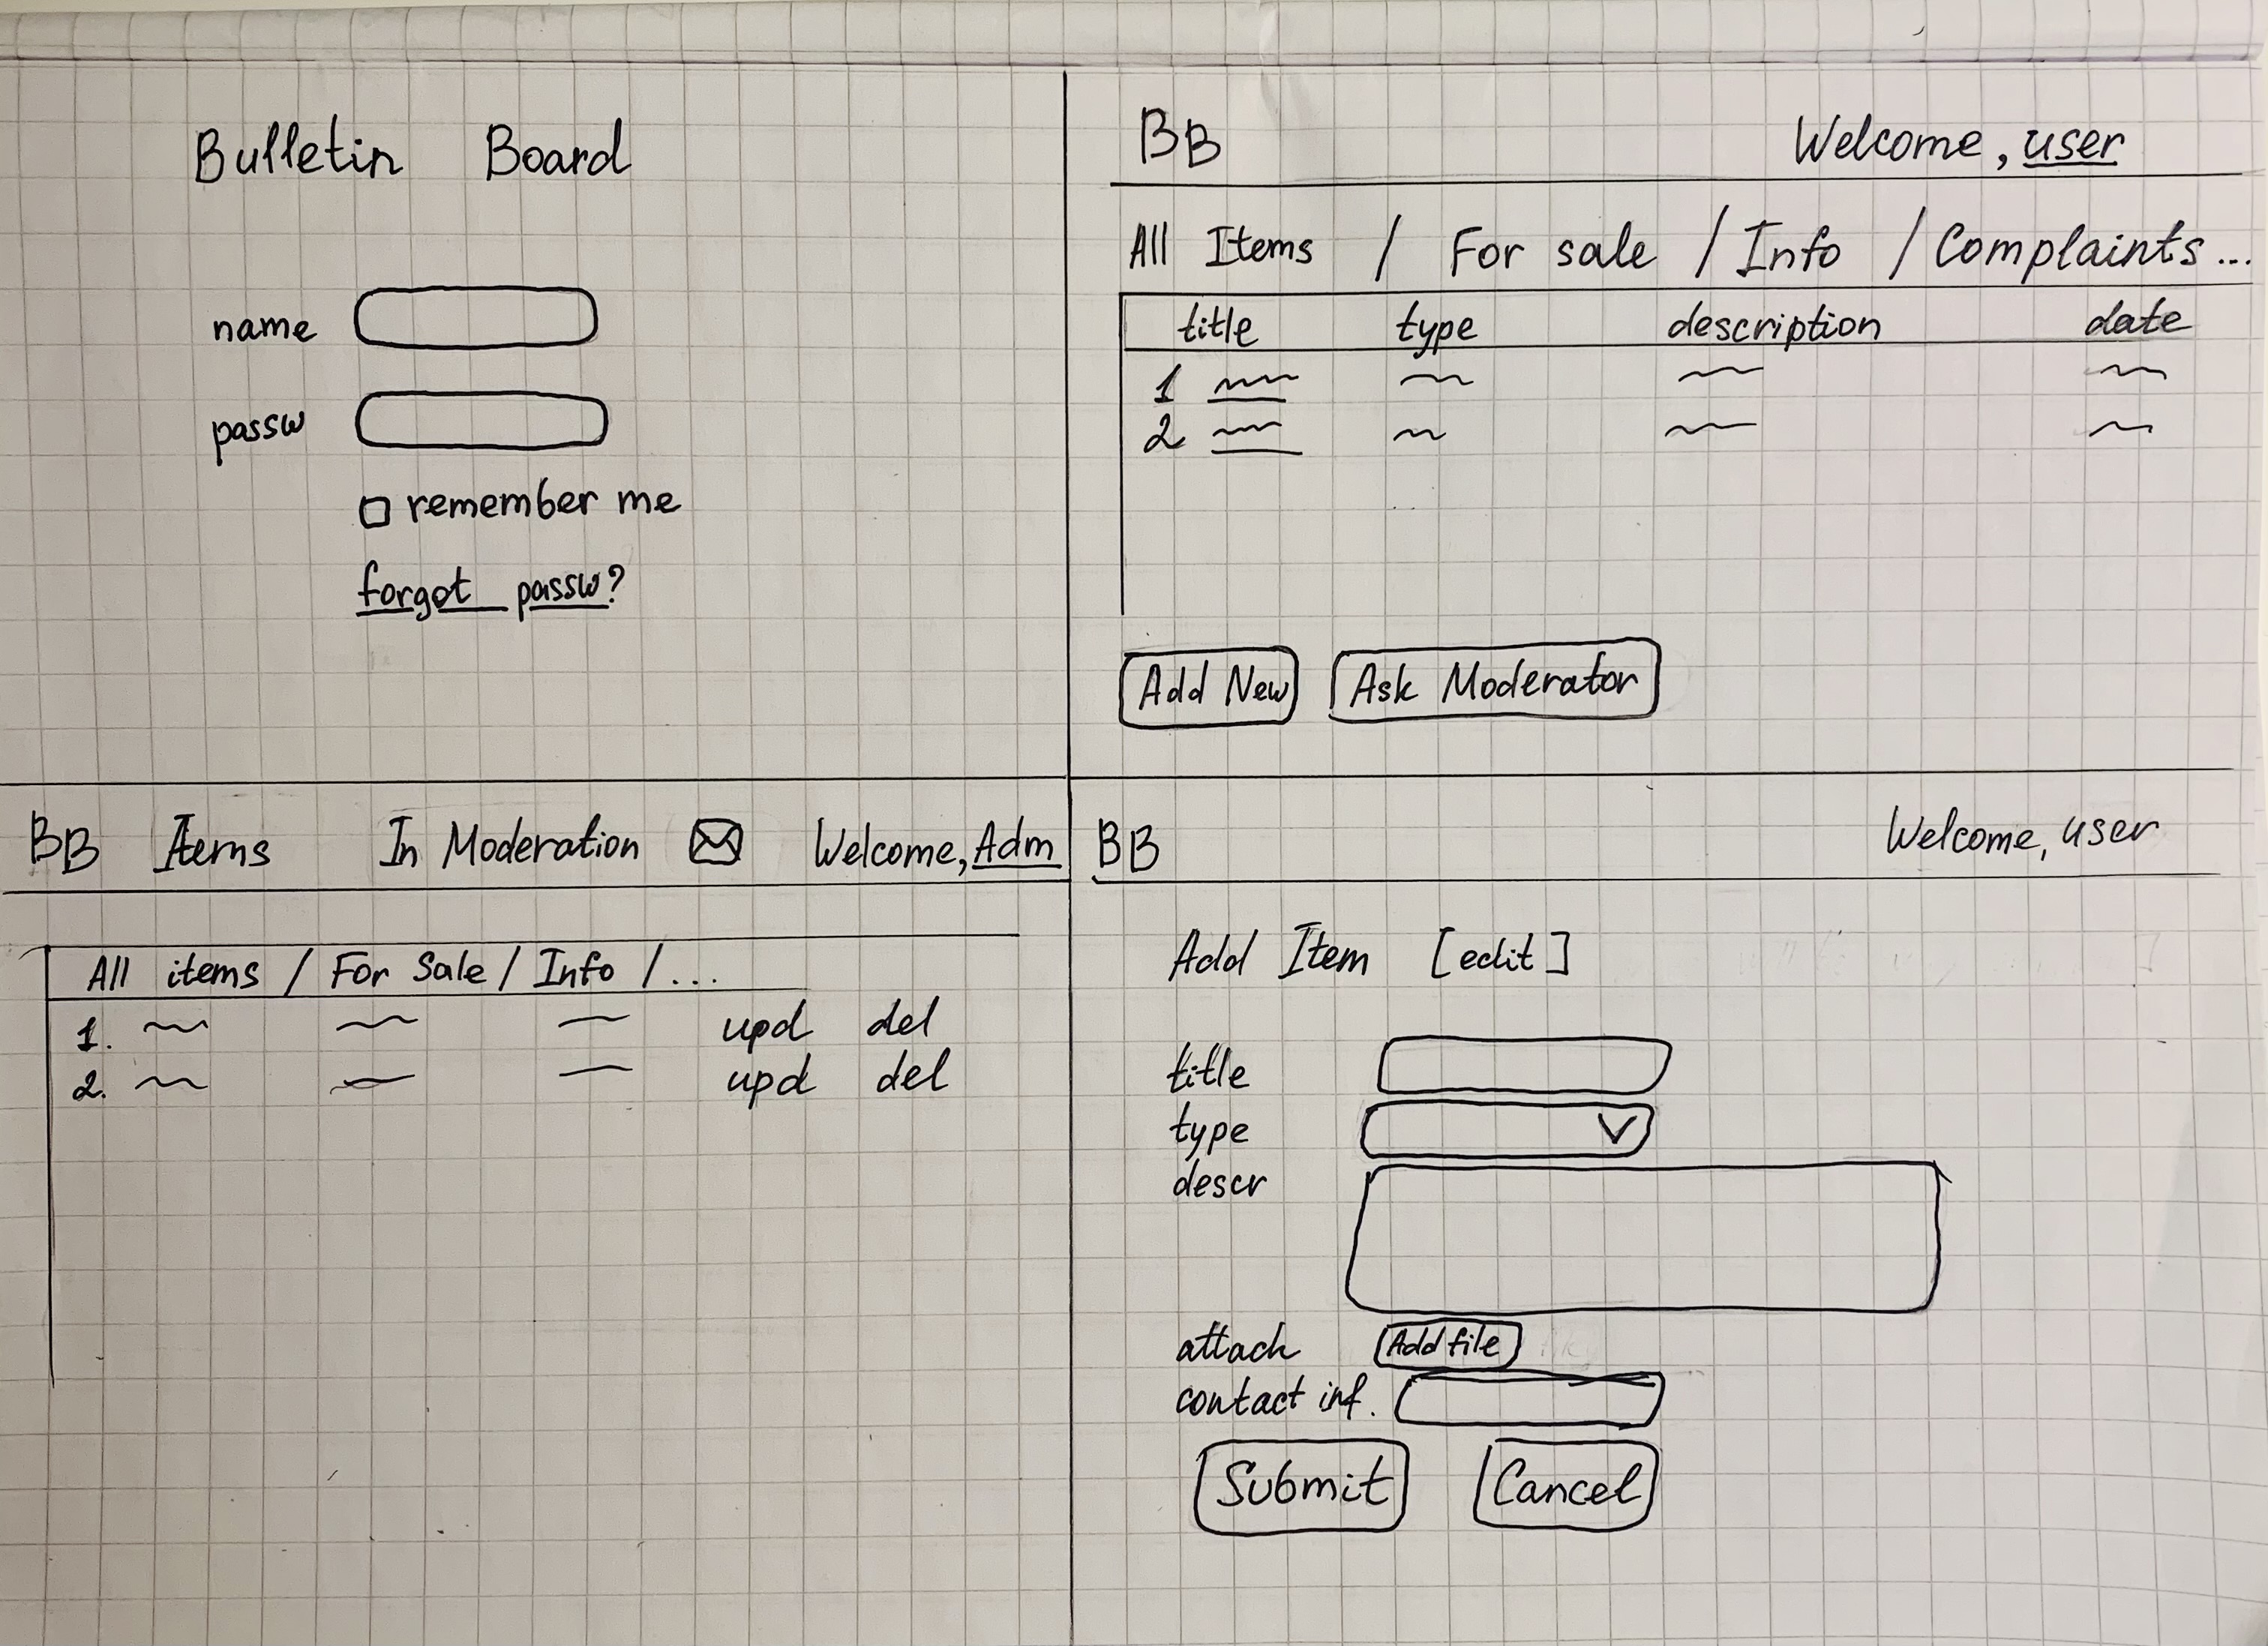 Bulletin Board
name
passw
remember me
forgot passw?
BB Welcome, user
All Items / For sale / Info / Complaints...
title type description date
1
2
Add New Ask Moderator
BB Items In Moderation Welcome, Adm
All items / For Sale / Info / ...
1. upd del
2. upd del
BB Welcome, user
Add Item [edit]
title
type
descr
attach Add file
contact inf.
Submit Cancel